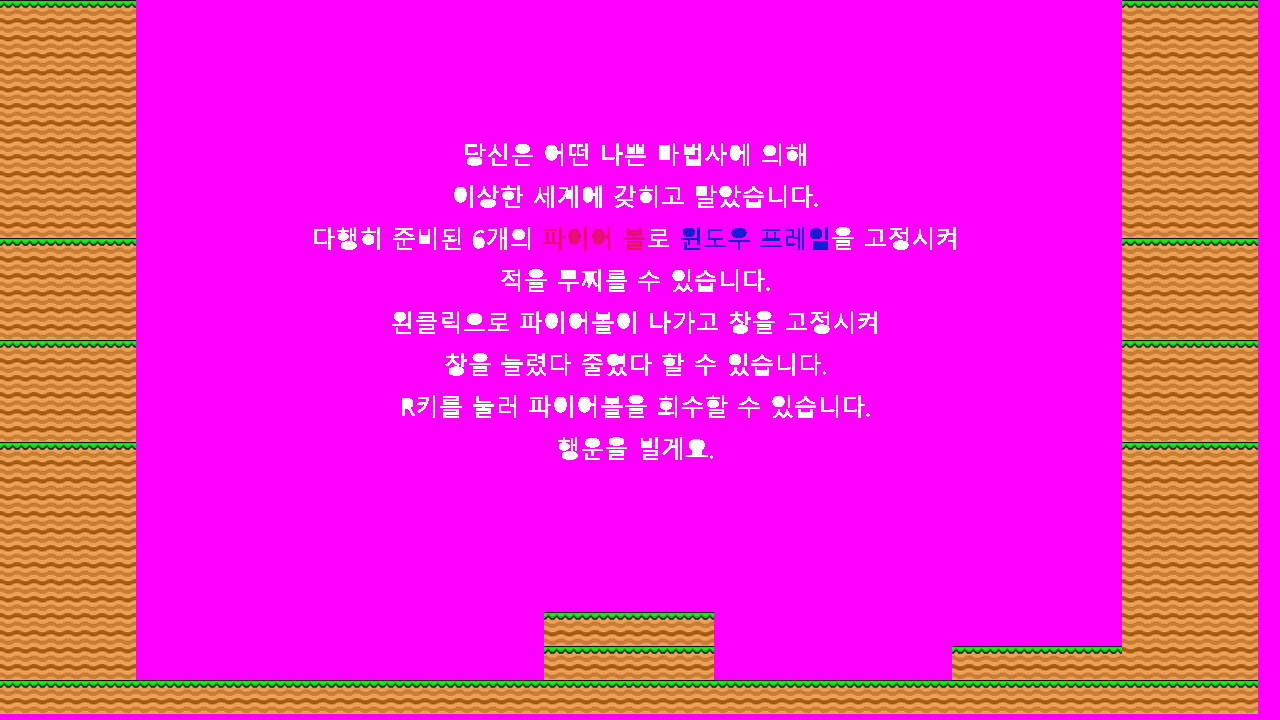 당신은 어떤 나쁜 마법사에 의해
이상한 세계에 갖히고 말았습니다.
다행히 준비된 6개의 파이어 볼로 윈도우 프레임을 고정시켜
적을 무찌를 수 있습니다.
왼클릭으로 파이어볼이 나가고 창을 고정시켜
창을 늘렸다 줄였다 할 수 있습니다.
R키를 눌러 파이어볼을 회수할 수 있습니다.
행운을 빌게요.